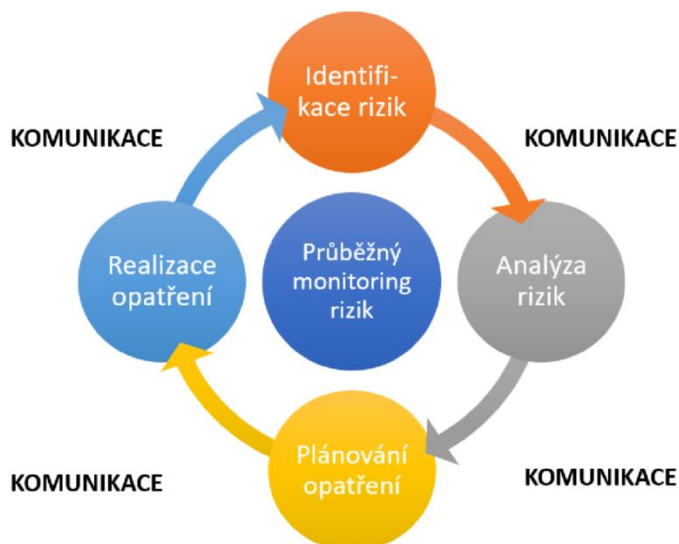 Identifi-
kace rizik
KOMUNIKACE
KOMUNIKACE
Realizace
opatření
Průběžný
monitoring
rizik
Analýza
rizik
Plánování
opatření
KOMUNIKACE
KOMUNIKACE